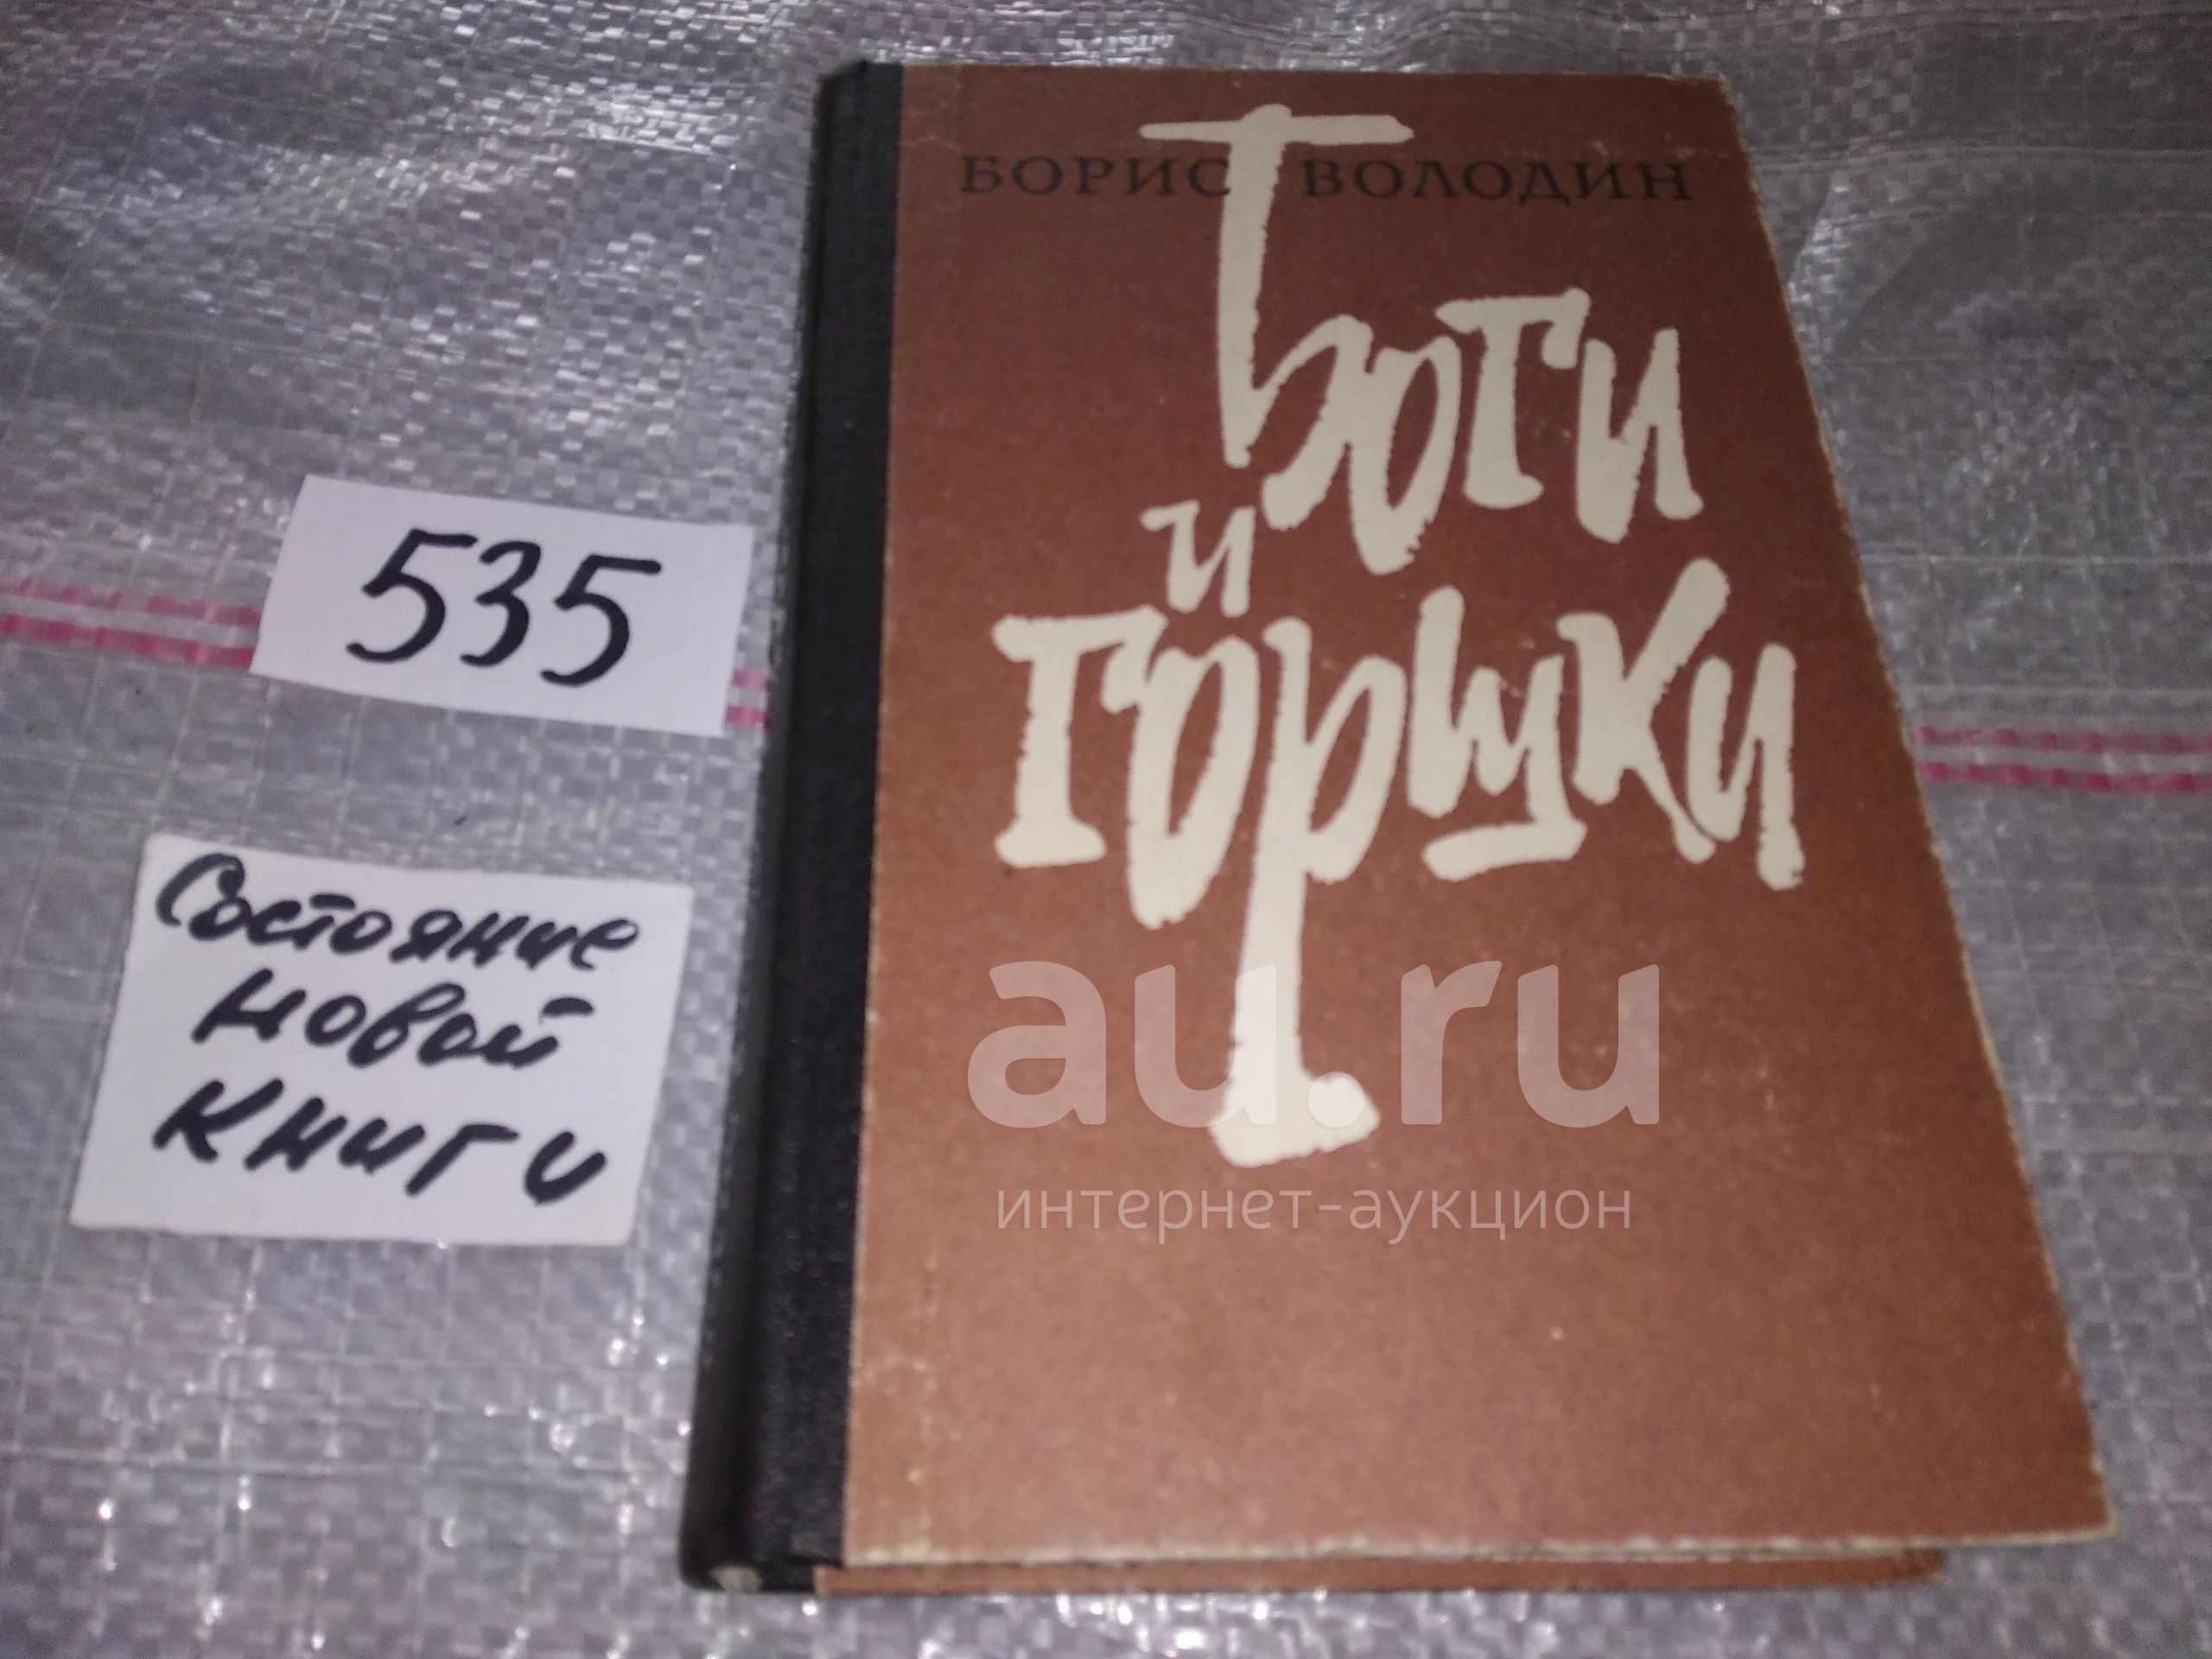 БОРИС ВОЛОДИН
Боги
и
горшки
535
Состояние
новой
книги
au.ru
интернет-аукцион